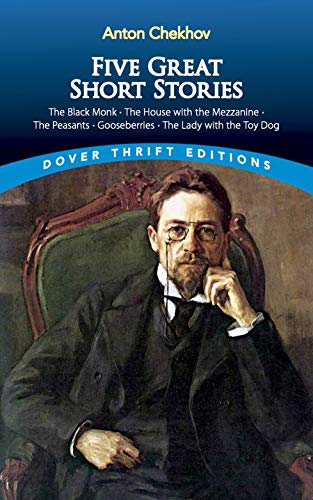 Anton Chekhov
FIVE GREAT
SHORT STORIES
The Black Monk · The House with the Mezzanine ·
The Peasants · Gooseberries · The Lady with the Toy Dog
DOVER THRIFT EDITIONS